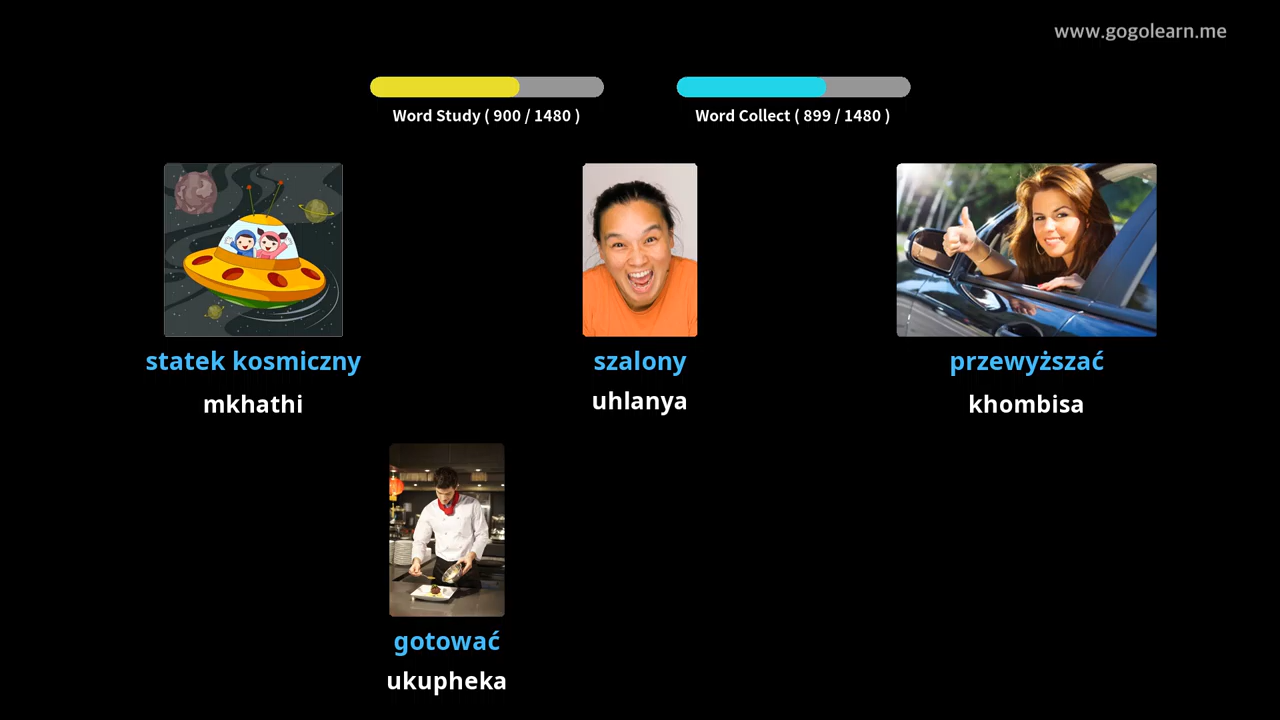 www.gogolearn.me
Word Study ( 900 / 1480 )
Word Collect ( 899 / 1480 )
statek kosmiczny
szalony
przewyższać
mkhathi
uhlanya
khombisa
gotować
ukupheka